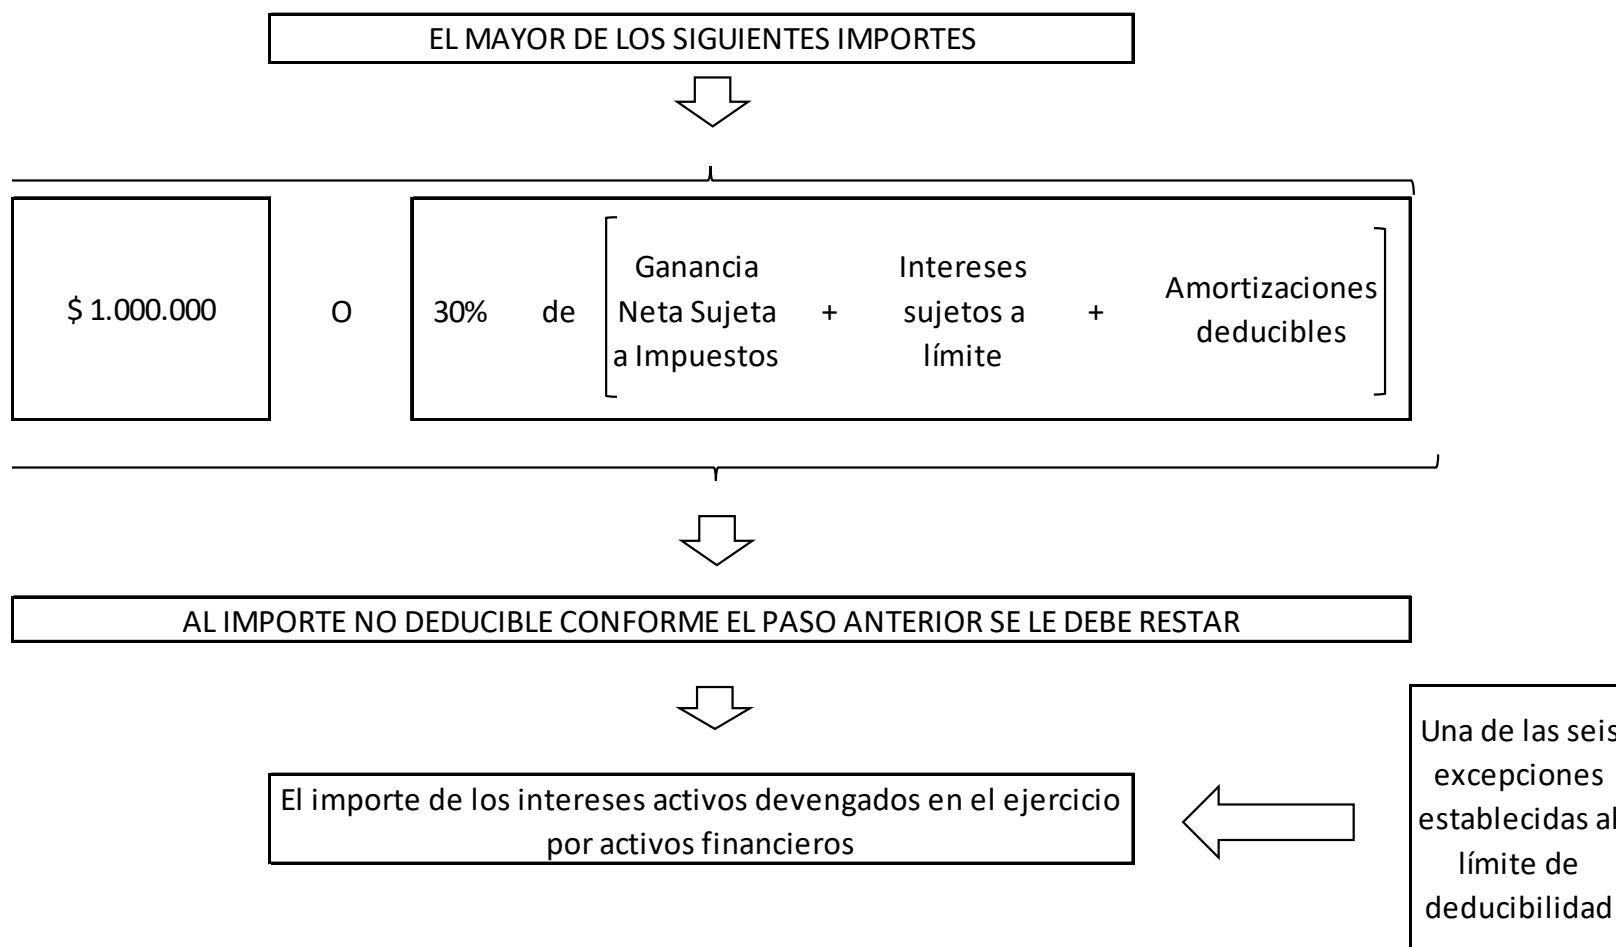 EL MAYOR DE LOS SIGUIENTES IMPORTES
$ 1.000.000
O
30%
de
Ganancia
Neta Sujeta
a Impuestos
+
Intereses
sujetos a
límite
+
Amortizaciones
deducibles
AL IMPORTE NO DEDUCIBLE CONFORME EL PASO ANTERIOR SE LE DEBE RESTAR
El importe de los intereses activos devengados en el ejercicio
por activos financieros
Una de las seis
excepciones
establecidas al
límite de
deducibilidad